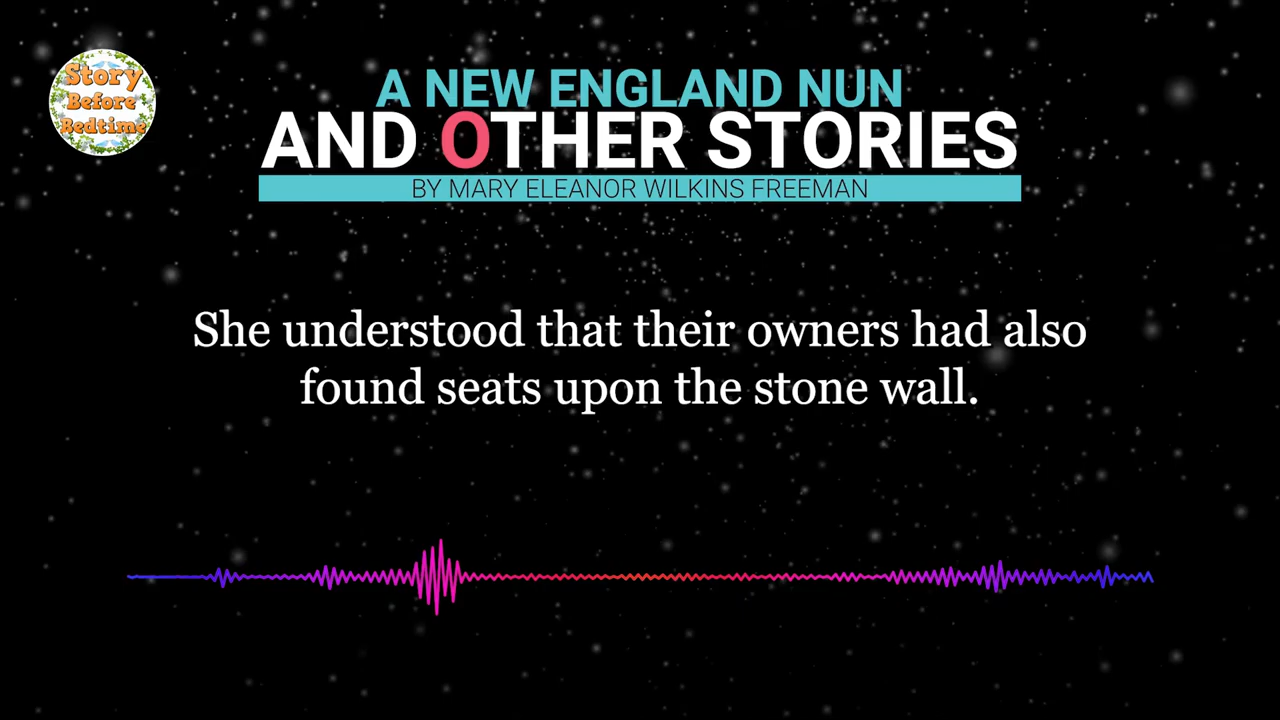 Story
Before
Bedtime
A NEW ENGLAND NUN
AND OTHER STORIES
BY MARY ELEANOR WILKINS FREEMAN
She understood that their owners had also
found seats upon the stone wall.